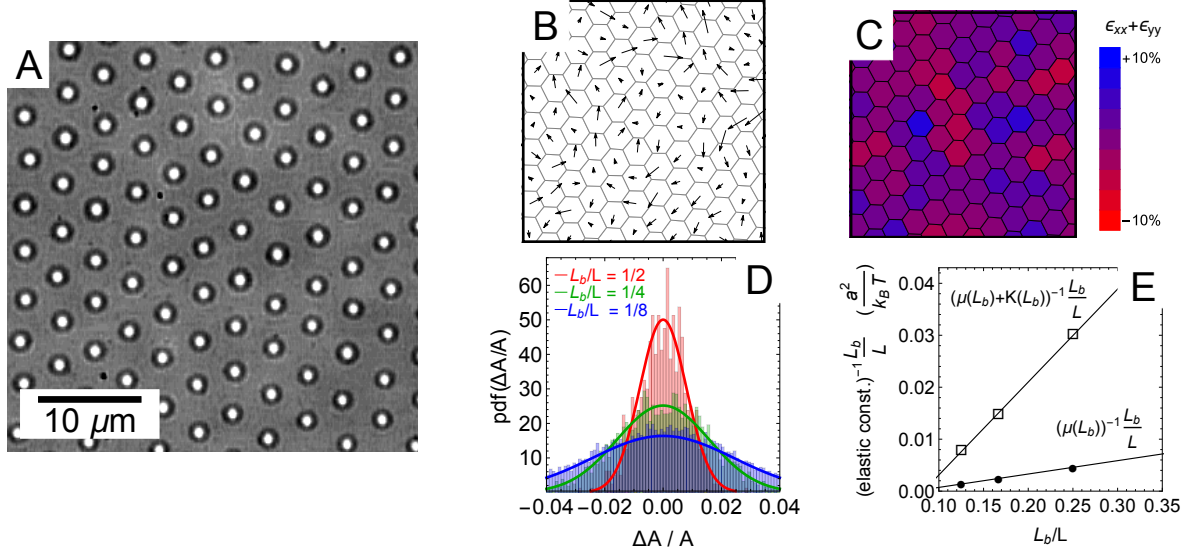 A
10 μm
B
C
ϵxx+ϵyy
+10%
−10%
D
Lb/L = 1/2
Lb/L = 1/4
Lb/L = 1/8
pdf(ΔA/A)
60
50
40
30
20
10
−0.04 −0.02 0.00 0.02 0.04
ΔA / A
E
(elastic const.)⁻¹ Lb/L (a²/kBT)
0.04
0.03
0.02
0.01
0.00
(μ(Lb)+K(Lb))⁻¹ Lb/L
(μ(Lb))⁻¹ Lb/L
0.10 0.15 0.20 0.25 0.30 0.35
Lb/L